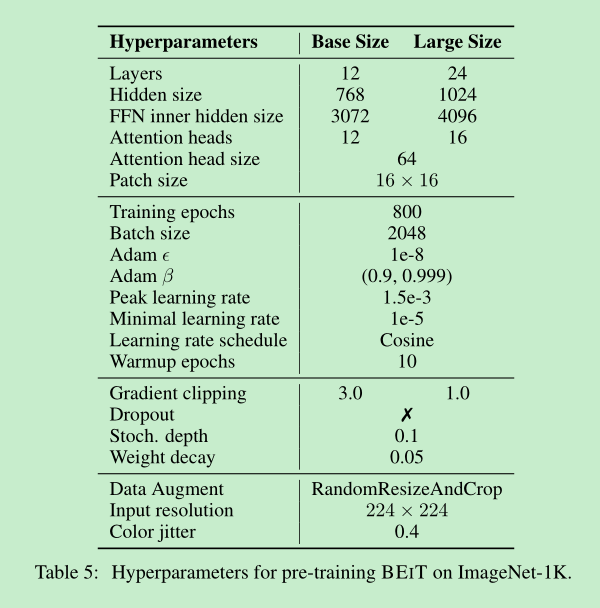 Hyperparameters Base Size Large Size
Layers 12 24
Hidden size 768 1024
FFN inner hidden size 3072 4096
Attention heads 12 16
Attention head size 64
Patch size 16 × 16
Training epochs 800
Batch size 2048
Adam ϵ 1e-8
Adam β (0.9, 0.999)
Peak learning rate 1.5e-3
Minimal learning rate 1e-5
Learning rate schedule Cosine
Warmup epochs 10
Gradient clipping 3.0 1.0
Dropout ✗
Stoch. depth 0.1
Weight decay 0.05
Data Augment RandomResizeAndCrop
Input resolution 224 × 224
Color jitter 0.4
Table 5: Hyperparameters for pre-training BEIT on ImageNet-1K.